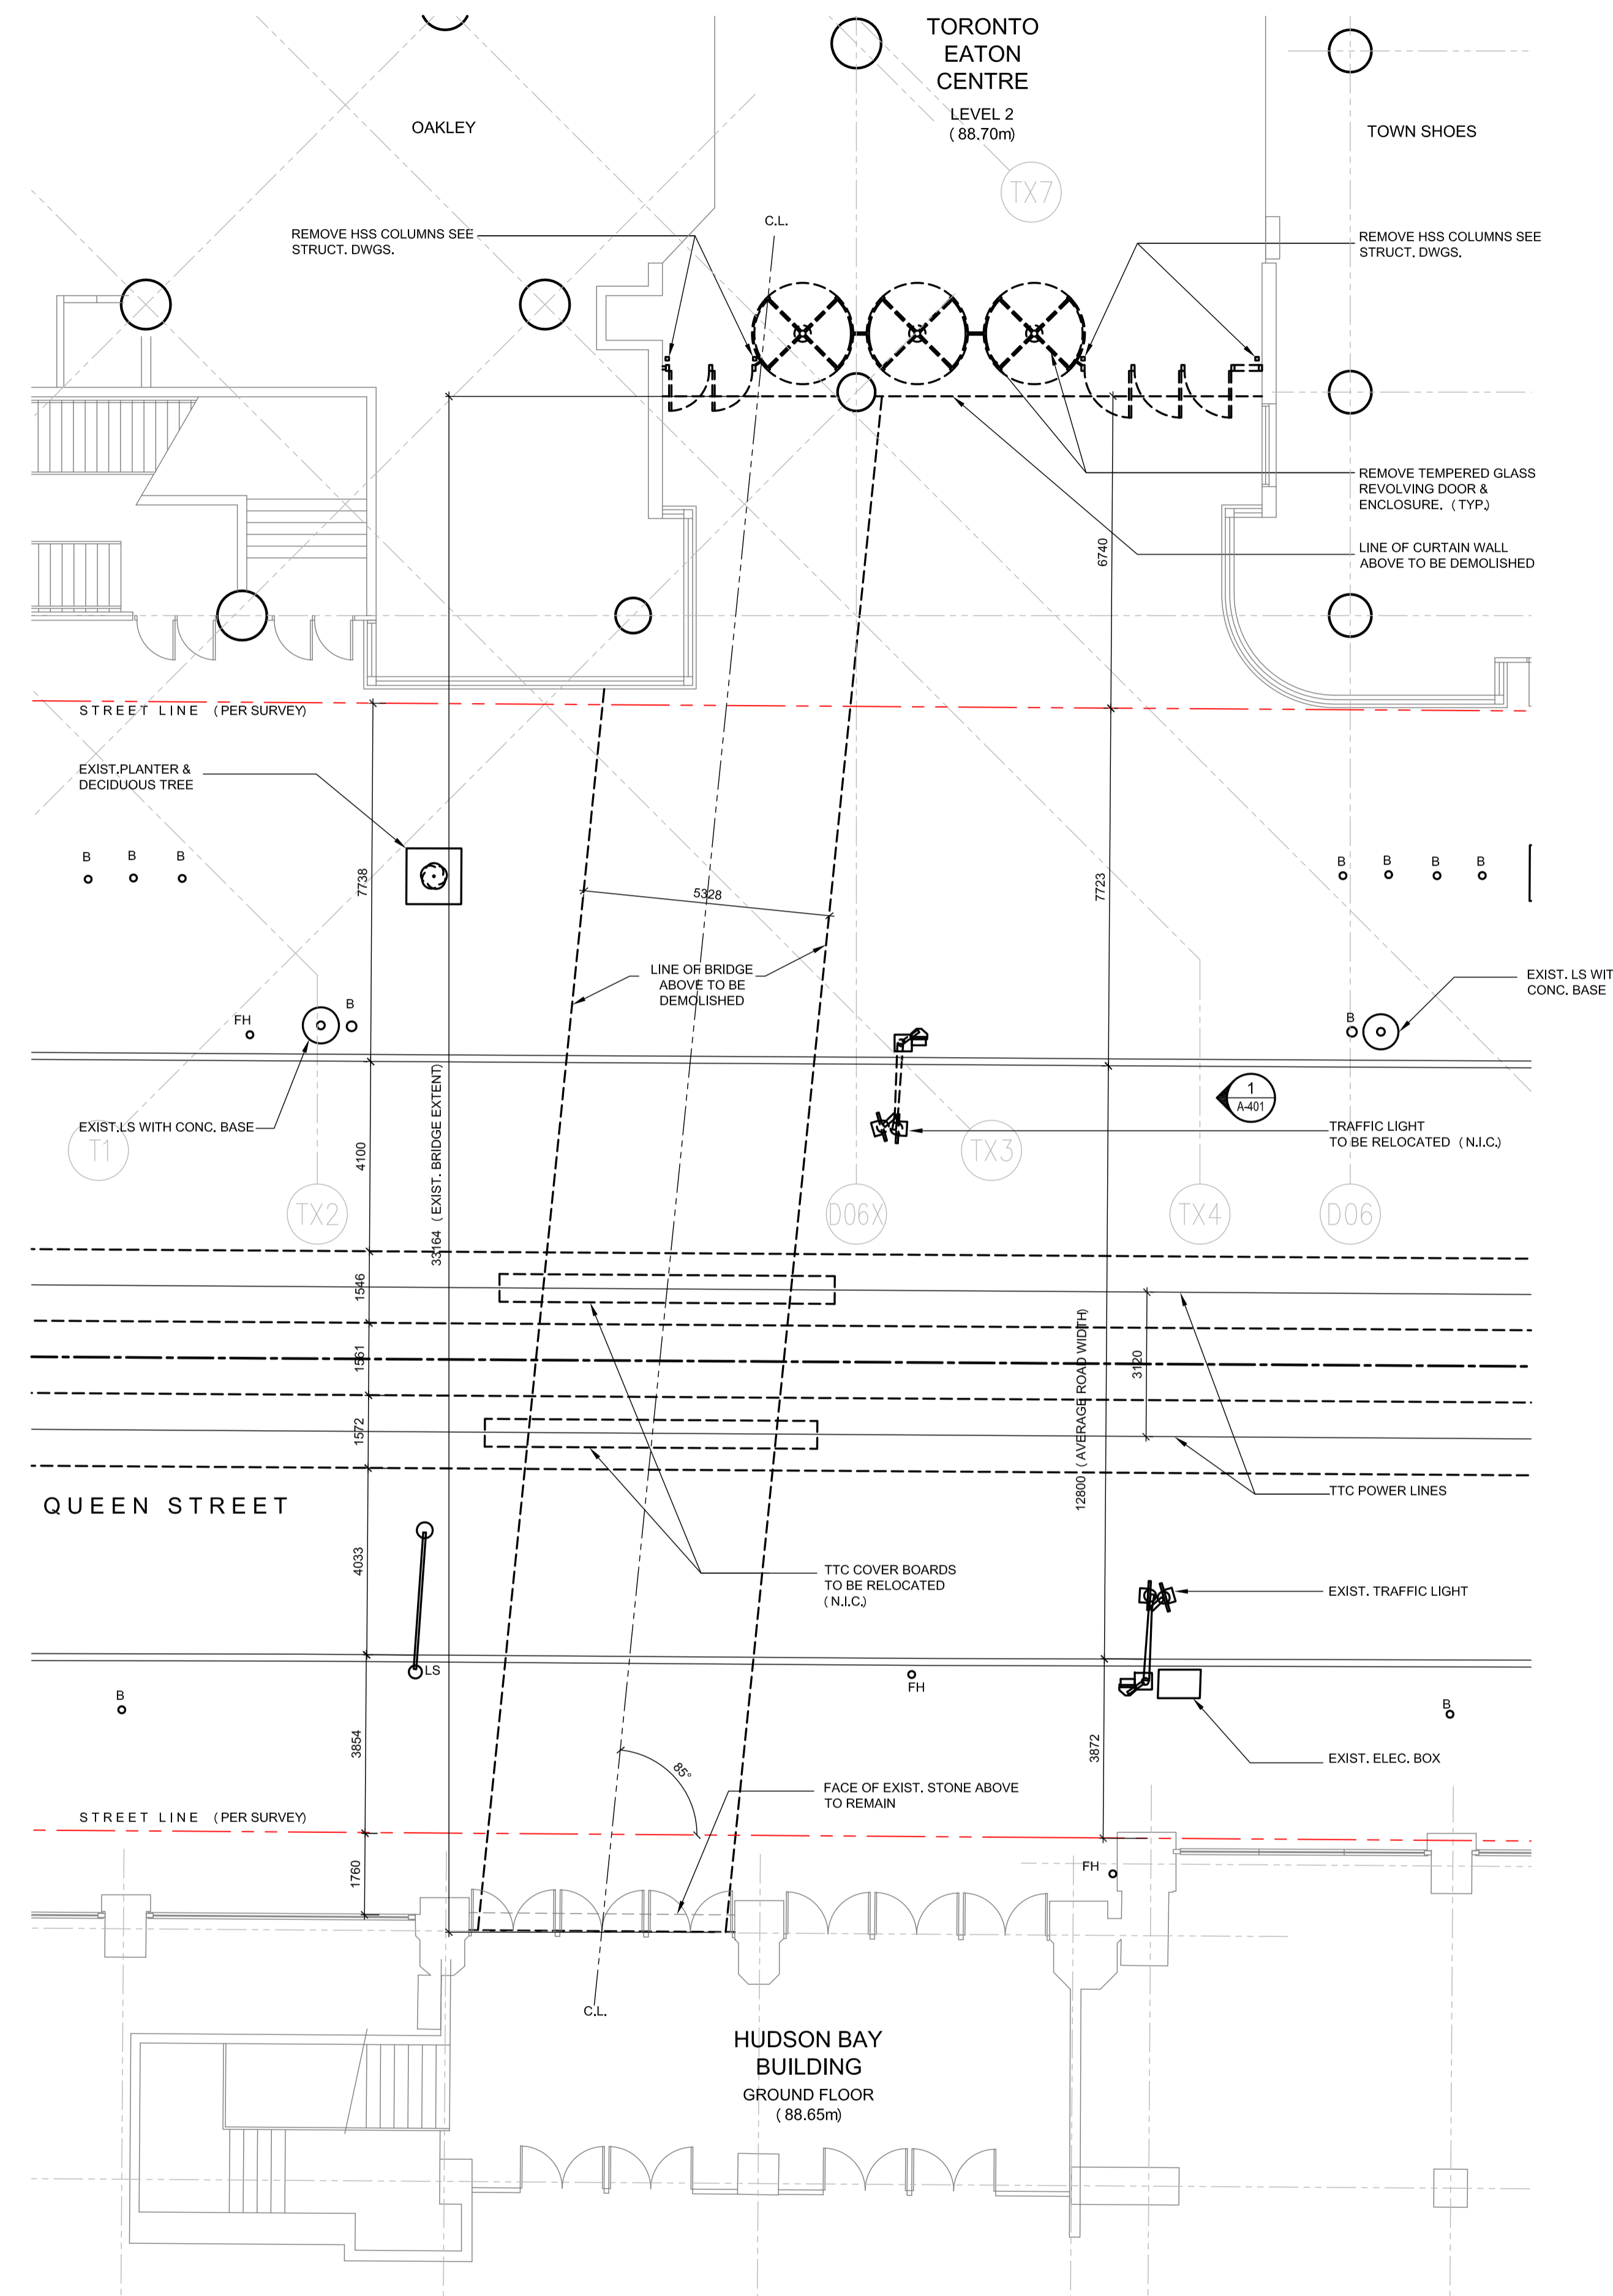 TORONTO
EATON
CENTRE
LEVEL 2
( 88.70m)
OAKLEY
TOWN SHOES
TX7
C.L.
REMOVE HSS COLUMNS SEE
STRUCT. DWGS.
REMOVE HSS COLUMNS SEE
STRUCT. DWGS.
REMOVE TEMPERED GLASS
REVOLVING DOOR &
ENCLOSURE. ( TYP.)
6740
LINE OF CURTAIN WALL
ABOVE TO BE DEMOLISHED
STREET LINE (PER SURVEY)
EXIST.PLANTER &
DECIDUOUS TREE
B
B
B
7738
5328
7723
B
B
B
B
LINE OF BRIDGE
ABOVE TO BE
DEMOLISHED
EXIST. LS WIT
CONC. BASE
FH
B
B
33164 ( EXIST. BRIDGE EXTENT)
1
A-401
EXIST.LS WITH CONC. BASE
T1
4100
TRAFFIC LIGHT
TO BE RELOCATED ( N.I.C.)
TX3
TX2
D06X
TX4
D06
1546
1561
1572
12800 ( AVERAGE ROAD WIDTH)
3120
QUEEN STREET
TTC POWER LINES
4033
TTC COVER BOARDS
TO BE RELOCATED
( N.I.C.)
EXIST. TRAFFIC LIGHT
LS
FH
B
B
3854
3872
85°
EXIST. ELEC. BOX
FACE OF EXIST. STONE ABOVE
TO REMAIN
STREET LINE (PER SURVEY)
1760
FH
C.L.
HUDSON BAY
BUILDING
GROUND FLOOR
( 88.65m)